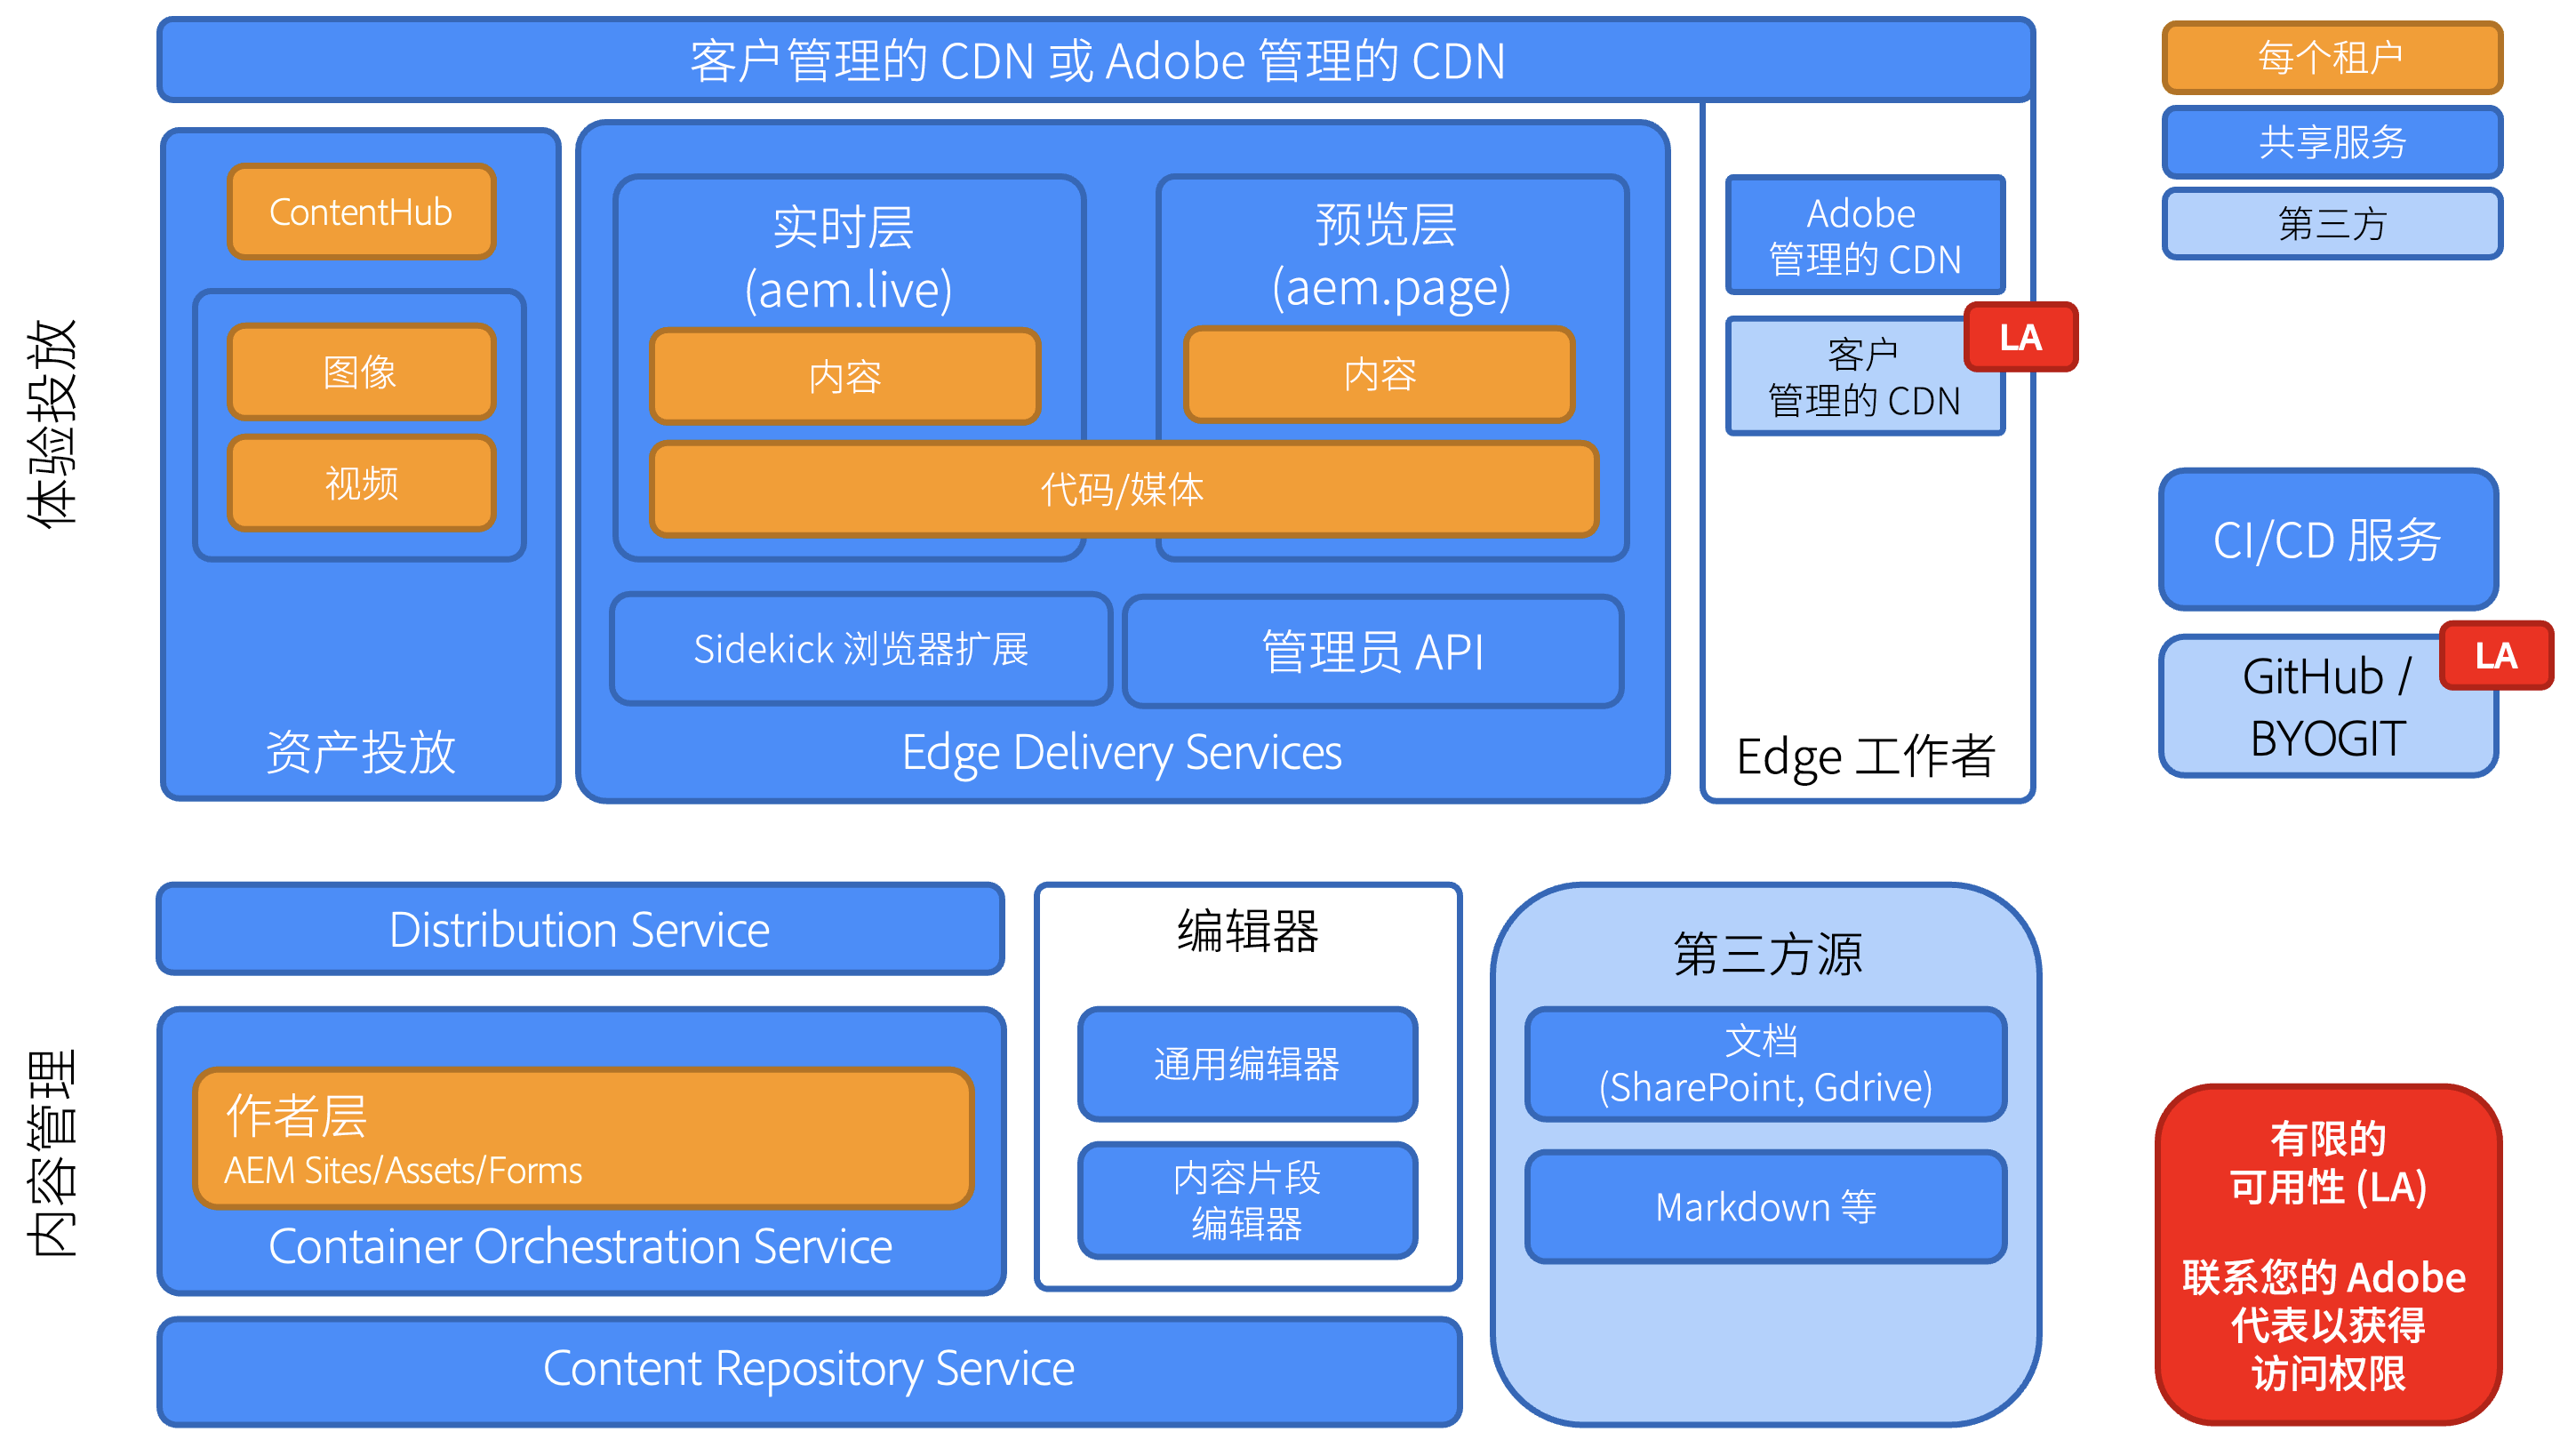 客户管理的 CDN 或 Adobe 管理的 CDN
每个租户
共享服务
第三方
体验投放
ContentHub
图像
视频
资产投放
实时层
(aem.live)
内容
预览层
(aem.page)
内容
代码/媒体
Sidekick 浏览器扩展
管理员 API
Edge Delivery Services
Adobe
管理的 CDN
LA
客户
管理的 CDN
Edge 工作者
CI/CD 服务
LA
GitHub /
BYOGIT
内容管理
Distribution Service
作者层
AEM Sites/Assets/Forms
Container Orchestration Service
Content Repository Service
编辑器
通用编辑器
内容片段
编辑器
第三方源
文档
(SharePoint, Gdrive)
Markdown 等
有限的
可用性 (LA)
联系您的 Adobe
代表以获得
访问权限